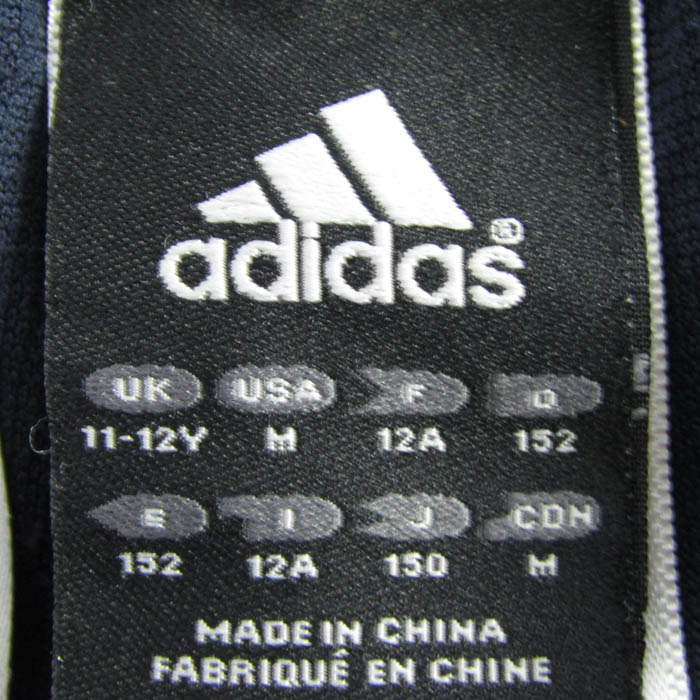 adidas®
UK USA F D
11-12Y M 12A 152
E I J CDN
152 12A 150 M
MADE IN CHINA
FABRIQUÉ EN CHINE